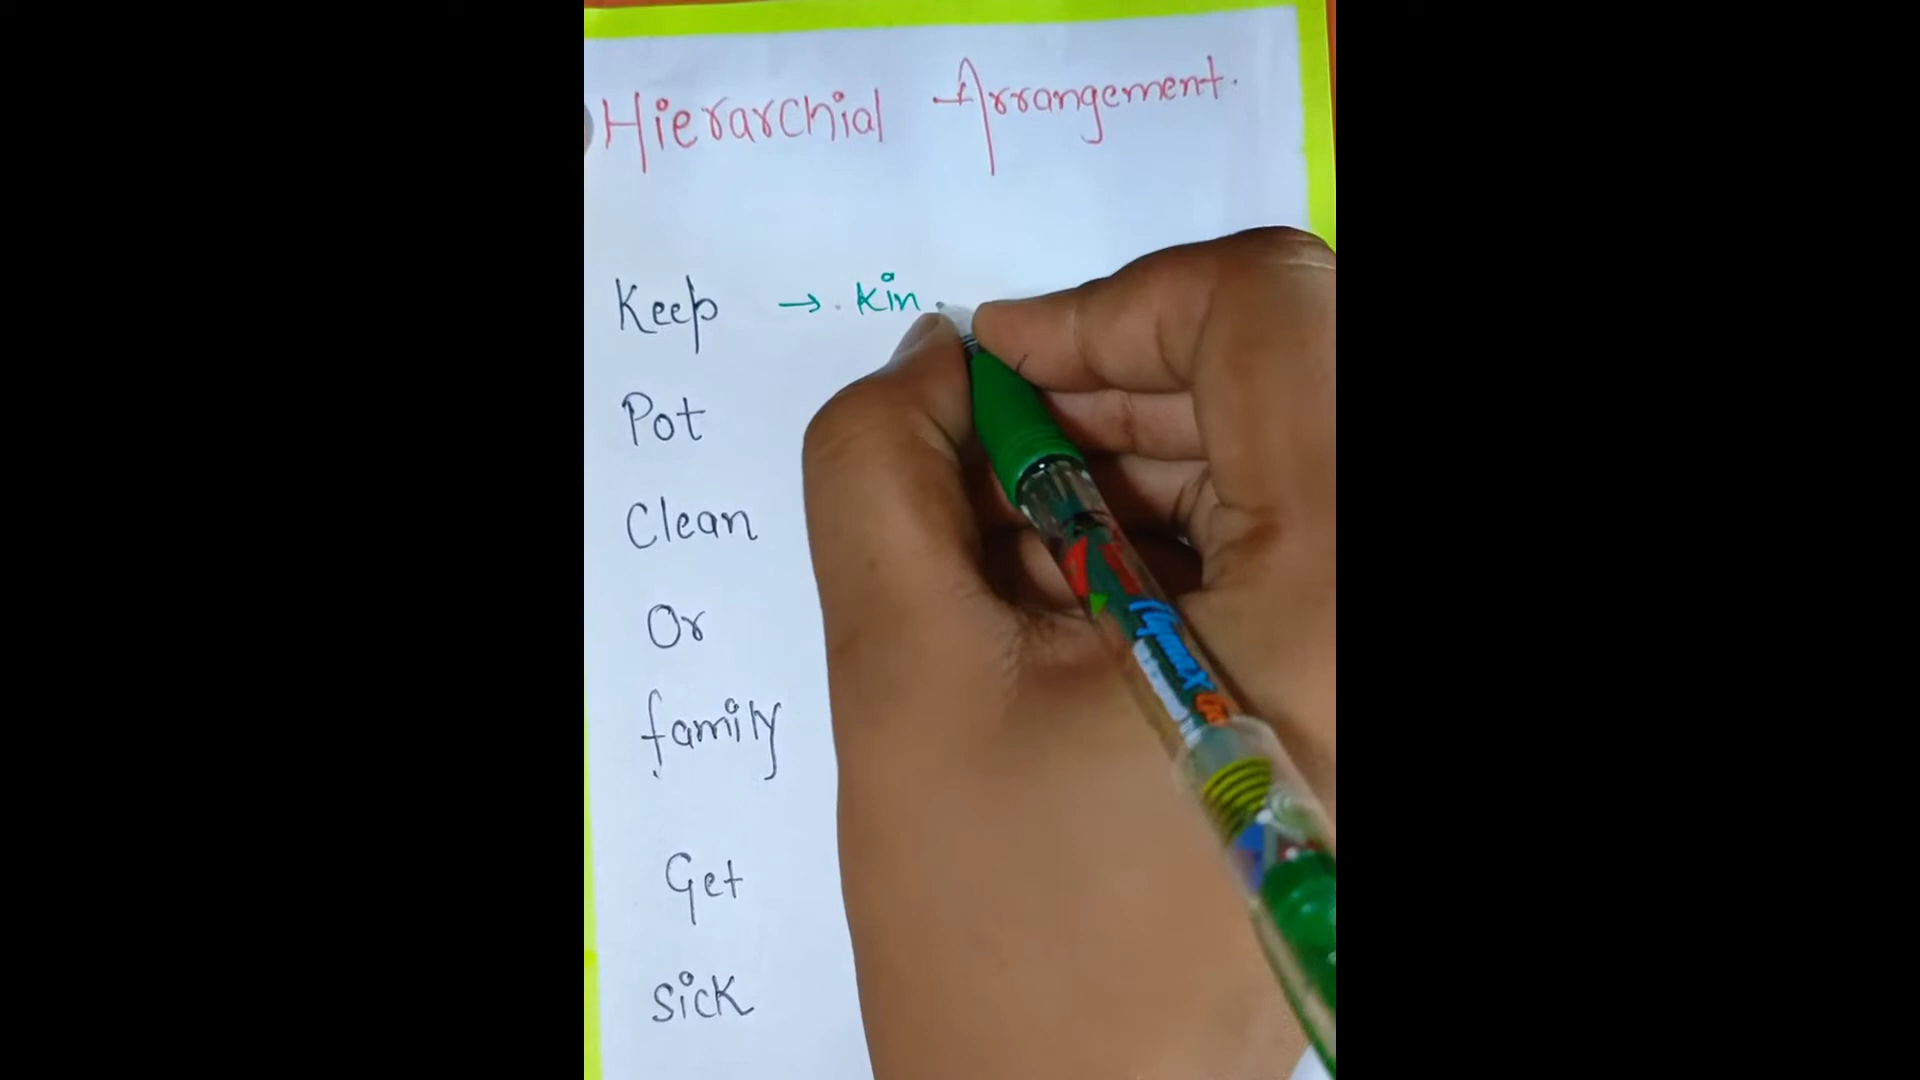 Hierarchial Arrangement.
Keep → Kin
Pot
Clean
Or
family
Get
Sick